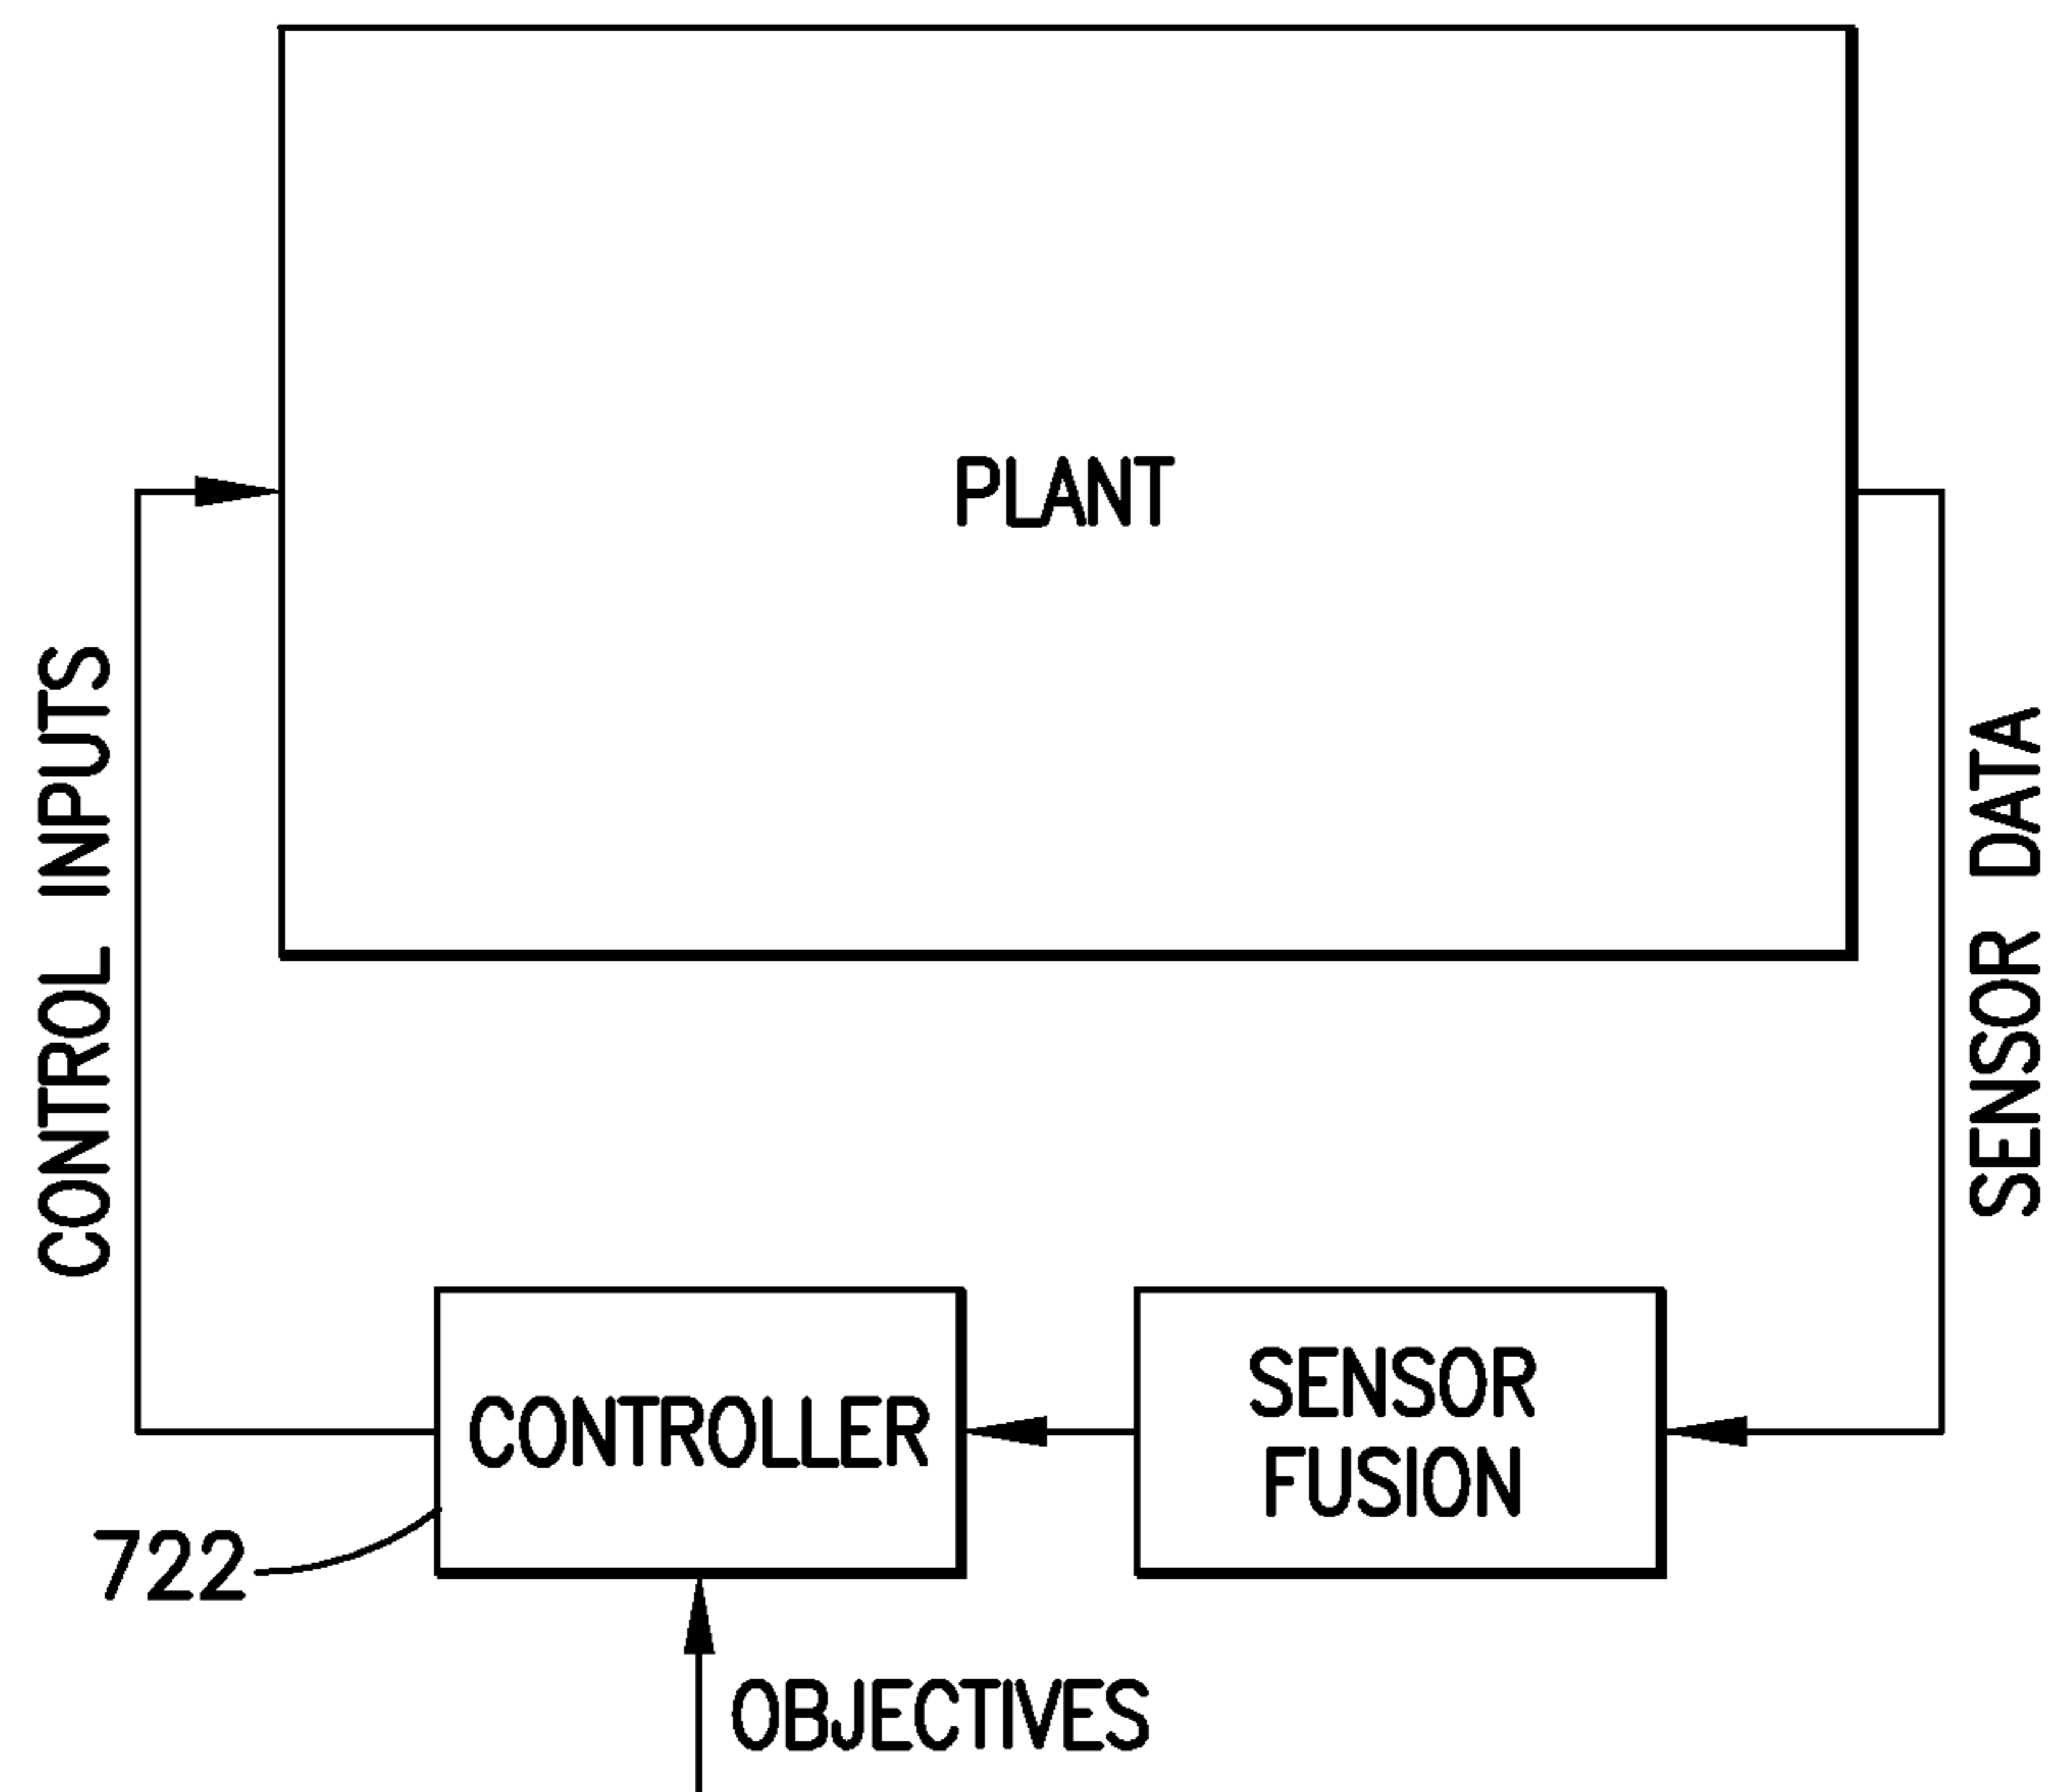 PLANT
CONTROL INPUTS
SENSOR DATA
CONTROLLER
SENSOR
FUSION
722
OBJECTIVES